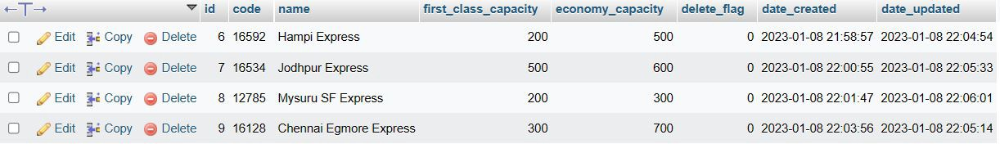 id code name first_class_capacity economy_capacity delete_flag date_created date_updated
Edit Copy Delete 6 16592 Hampi Express 200 500 0 2023-01-08 21:58:57 2023-01-08 22:04:54
Edit Copy Delete 7 16534 Jodhpur Express 500 600 0 2023-01-08 22:00:55 2023-01-08 22:05:33
Edit Copy Delete 8 12785 Mysuru SF Express 200 300 0 2023-01-08 22:01:47 2023-01-08 22:06:01
Edit Copy Delete 9 16128 Chennai Egmore Express 300 700 0 2023-01-08 22:03:56 2023-01-08 22:05:14